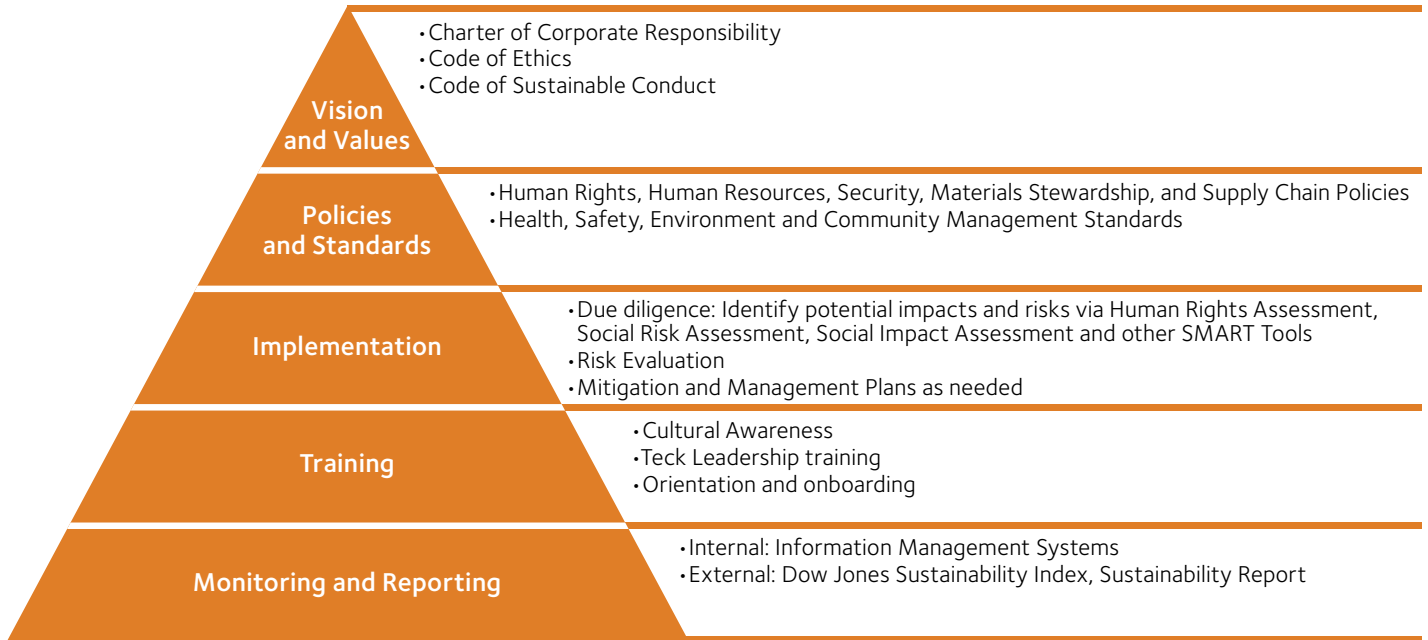 Vision
and Values
•Charter of Corporate Responsibility
•Code of Ethics
•Code of Sustainable Conduct
Policies
and Standards
•Human Rights, Human Resources, Security, Materials Stewardship, and Supply Chain Policies
•Health, Safety, Environment and Community Management Standards
Implementation
•Due diligence: Identify potential impacts and risks via Human Rights Assessment,
Social Risk Assessment, Social Impact Assessment and other SMART Tools
•Risk Evaluation
•Mitigation and Management Plans as needed
Training
•Cultural Awareness
•Teck Leadership training
•Orientation and onboarding
Monitoring and Reporting
•Internal: Information Management Systems
•External: Dow Jones Sustainability Index, Sustainability Report